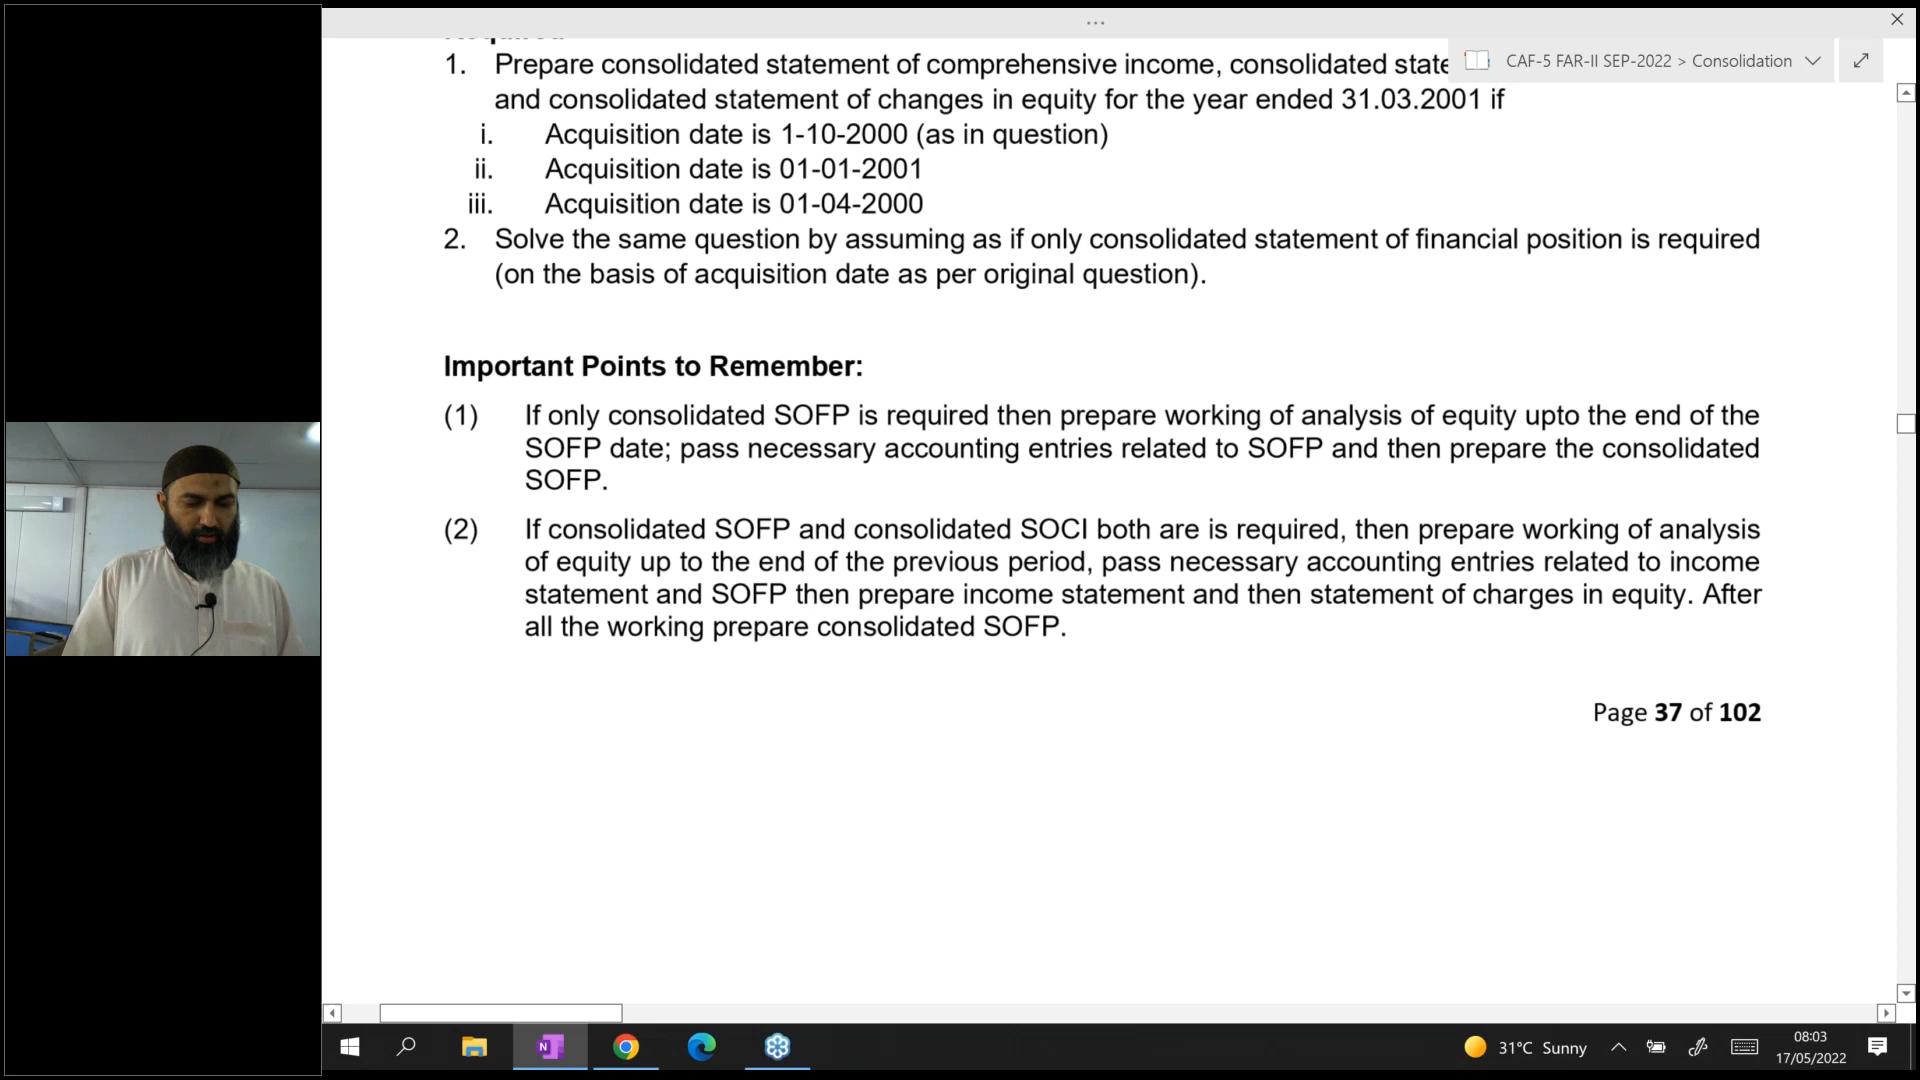 1. Prepare consolidated statement of comprehensive income, consolidated state
CAF-5 FAR-II SEP-2022 > Consolidation
and consolidated statement of changes in equity for the year ended 31.03.2001 if
i. Acquisition date is 1-10-2000 (as in question)
ii. Acquisition date is 01-01-2001
iii. Acquisition date is 01-04-2000
2. Solve the same question by assuming as if only consolidated statement of financial position is required
(on the basis of acquisition date as per original question).
Important Points to Remember:
(1) If only consolidated SOFP is required then prepare working of analysis of equity upto the end of the
SOFP date; pass necessary accounting entries related to SOFP and then prepare the consolidated
SOFP.
(2) If consolidated SOFP and consolidated SOCI both are is required, then prepare working of analysis
of equity up to the end of the previous period, pass necessary accounting entries related to income
statement and SOFP then prepare income statement and then statement of charges in equity. After
all the working prepare consolidated SOFP.
Page 37 of 102
31°C Sunny
08:03
17/05/2022